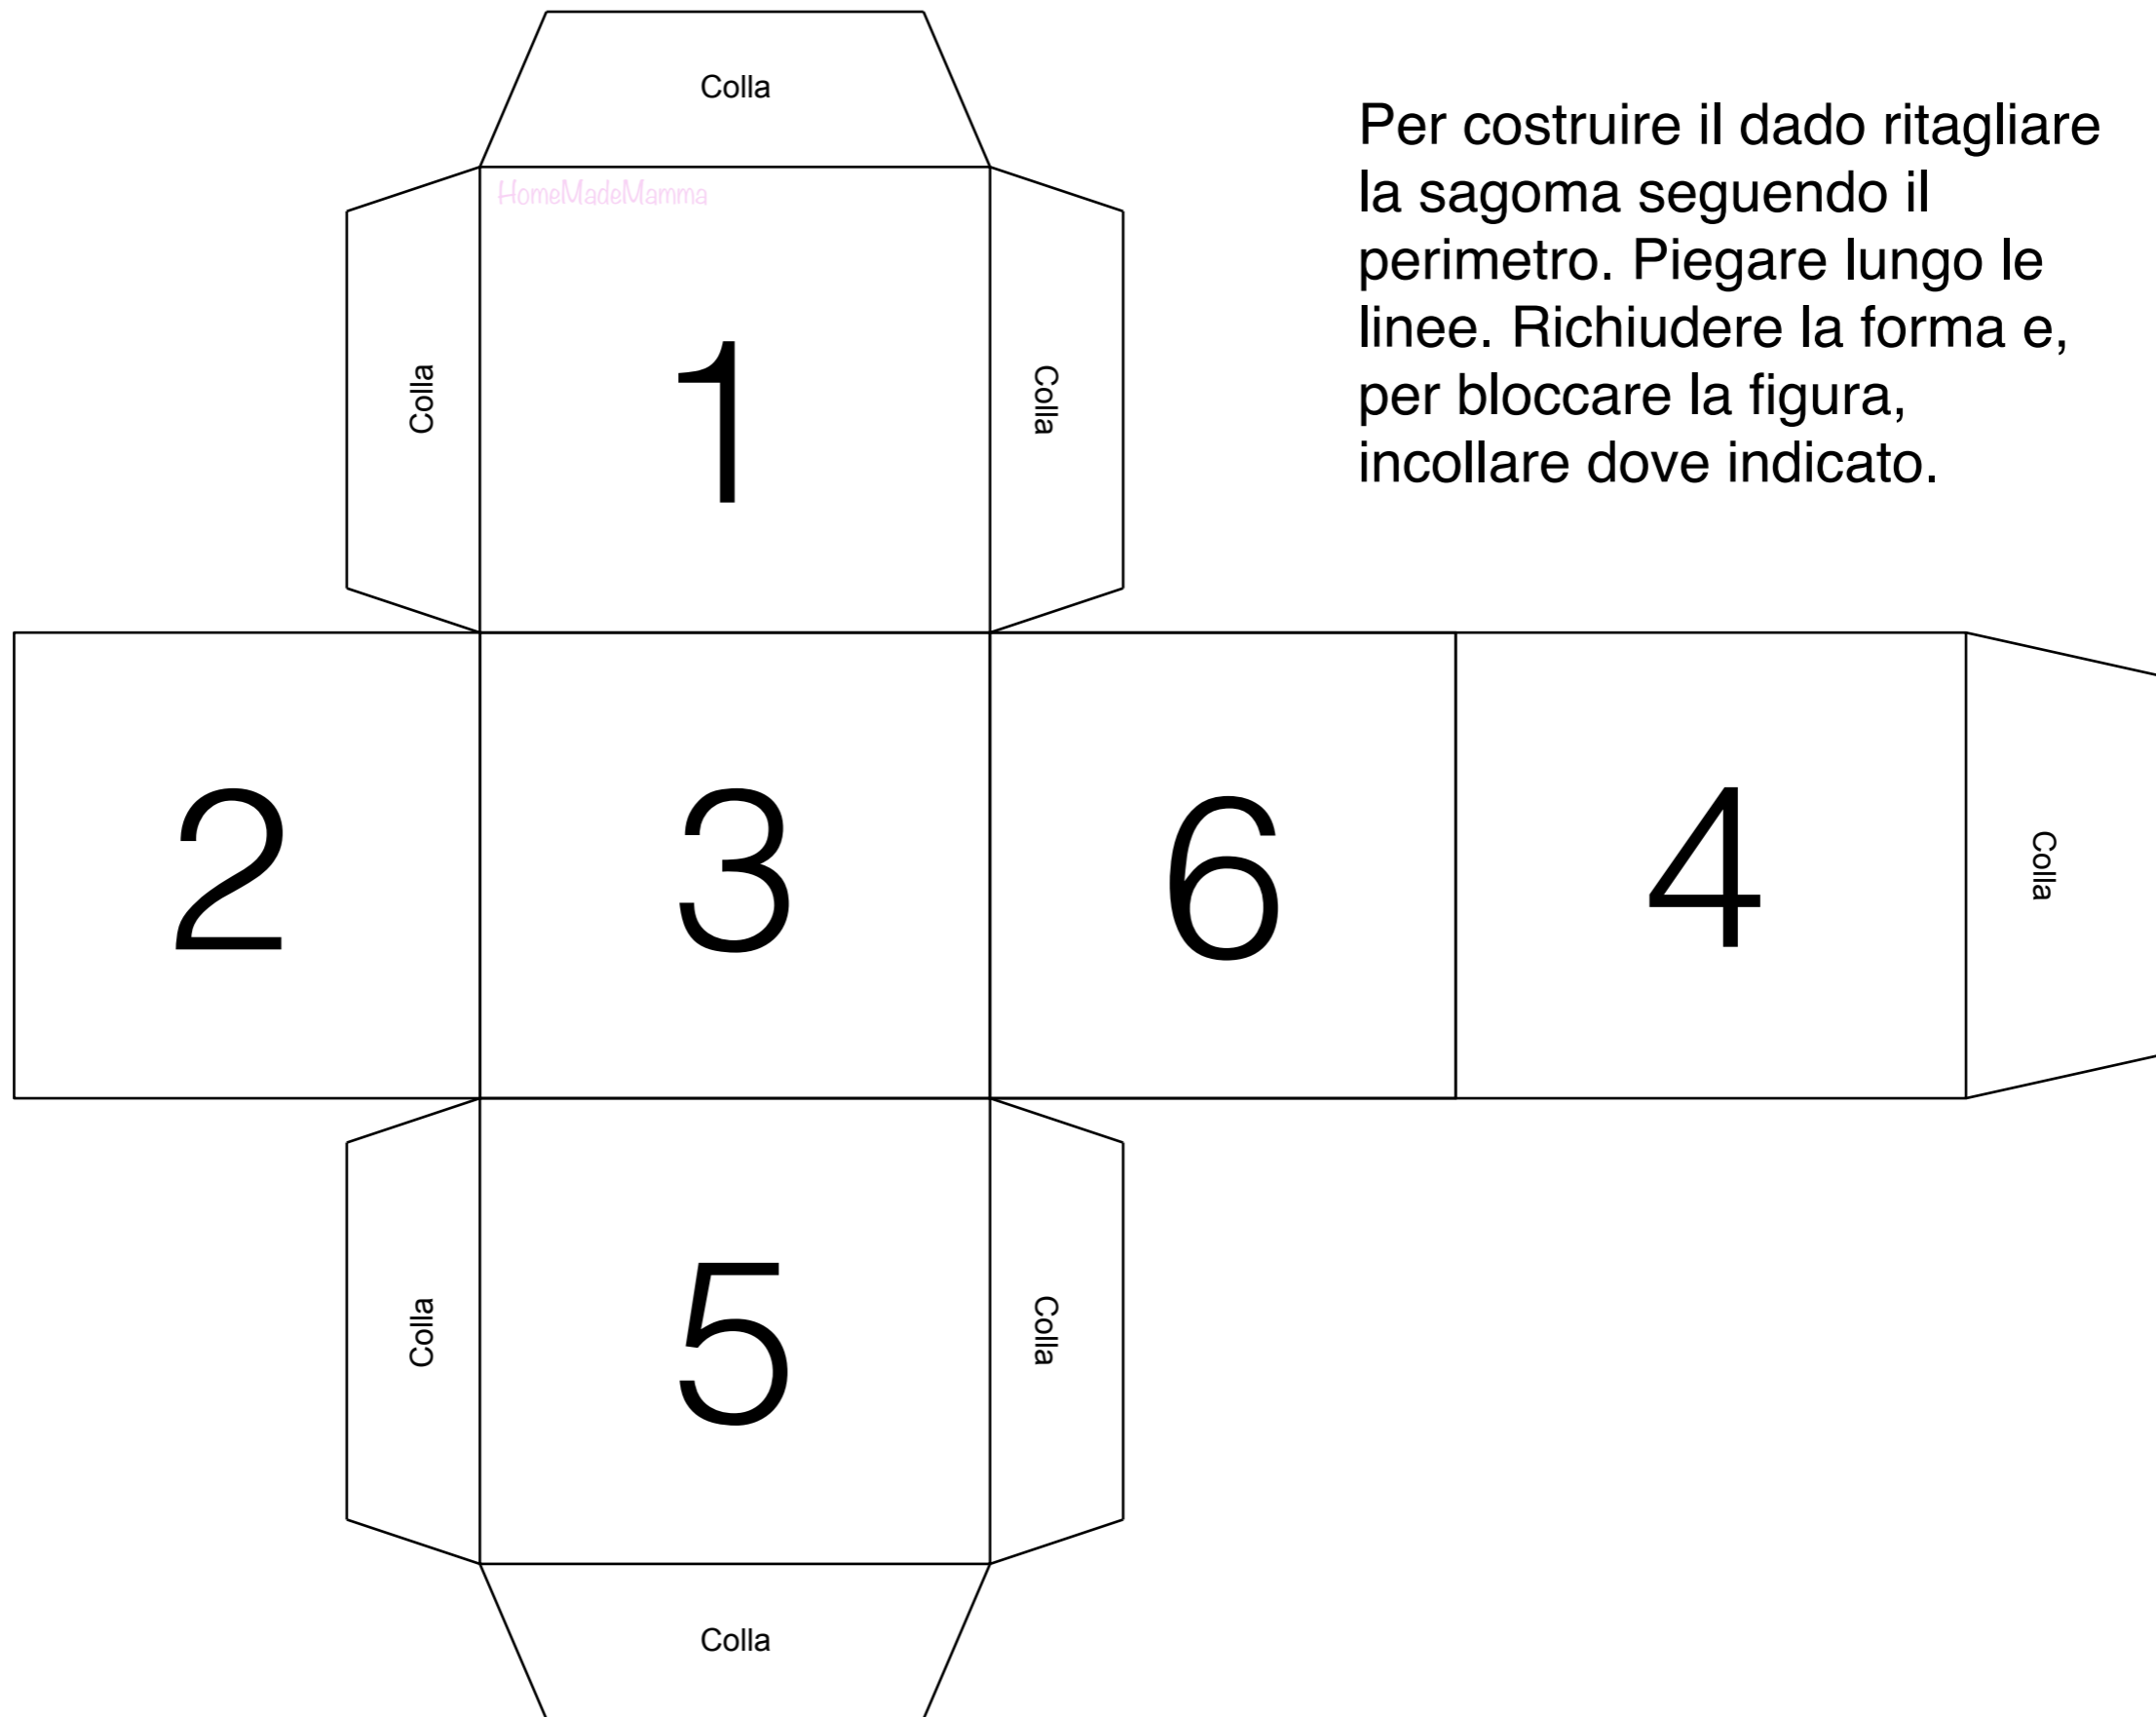 Colla
Per costruire il dado ritagliare
la sagoma seguendo il
perimetro. Piegare lungo le
linee. Richiudere la forma e,
per bloccare la figura,
incollare dove indicato.
HomeMadeMamma
Colla
1
Colla
2
3
6
4
Colla
Colla
5
Colla
Colla